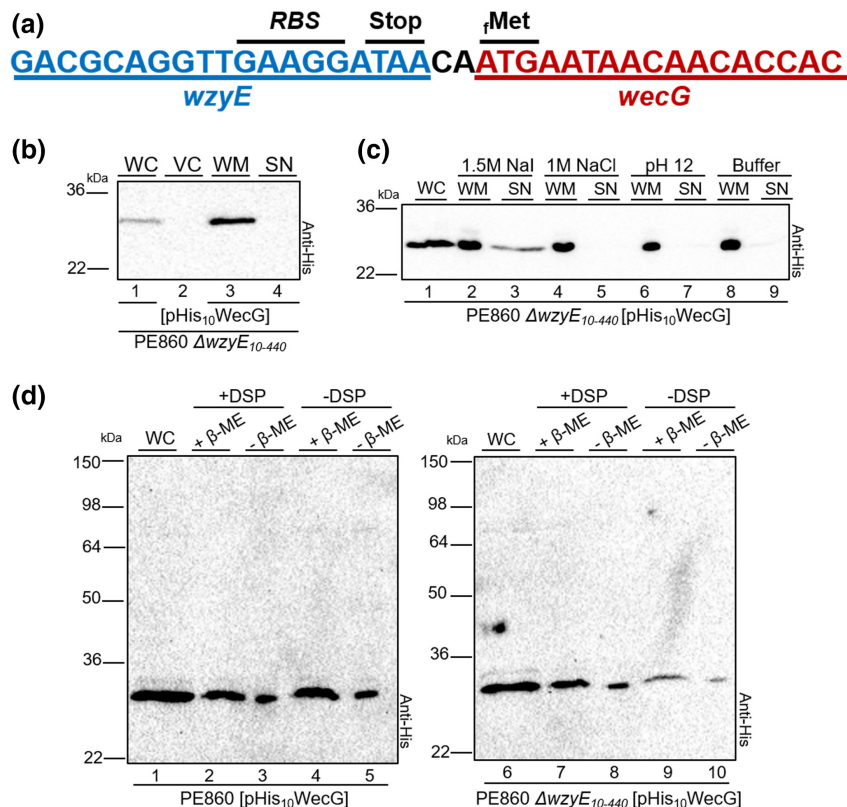 (a)
RBS Stop fMet
GACGCAGGTTGAAGGATAACAATGAATAACAACACCAC
wzyE wecG
(b)
WC VC WM SN
kDa
36
22
Anti-His
1 2 3 4
[pHis10WecG]
PE860 ΔwzyE10-440
(c)
1.5M NaI 1M NaCl pH 12 Buffer
WC WM SN WM SN WM SN WM SN
kDa
36
22
Anti-His
1 2 3 4 5 6 7 8 9
PE860 ΔwzyE10-440 [pHis10WecG]
(d)
+DSP -DSP
WC + β-ME - β-ME + β-ME - β-ME
kDa
150
98
64
50
36
22
Anti-His
1 2 3 4 5
PE860 [pHis10WecG]
+DSP -DSP
WC + β-ME - β-ME + β-ME - β-ME
kDa
150
98
64
50
36
22
Anti-His
6 7 8 9 10
PE860 ΔwzyE10-440 [pHis10WecG]